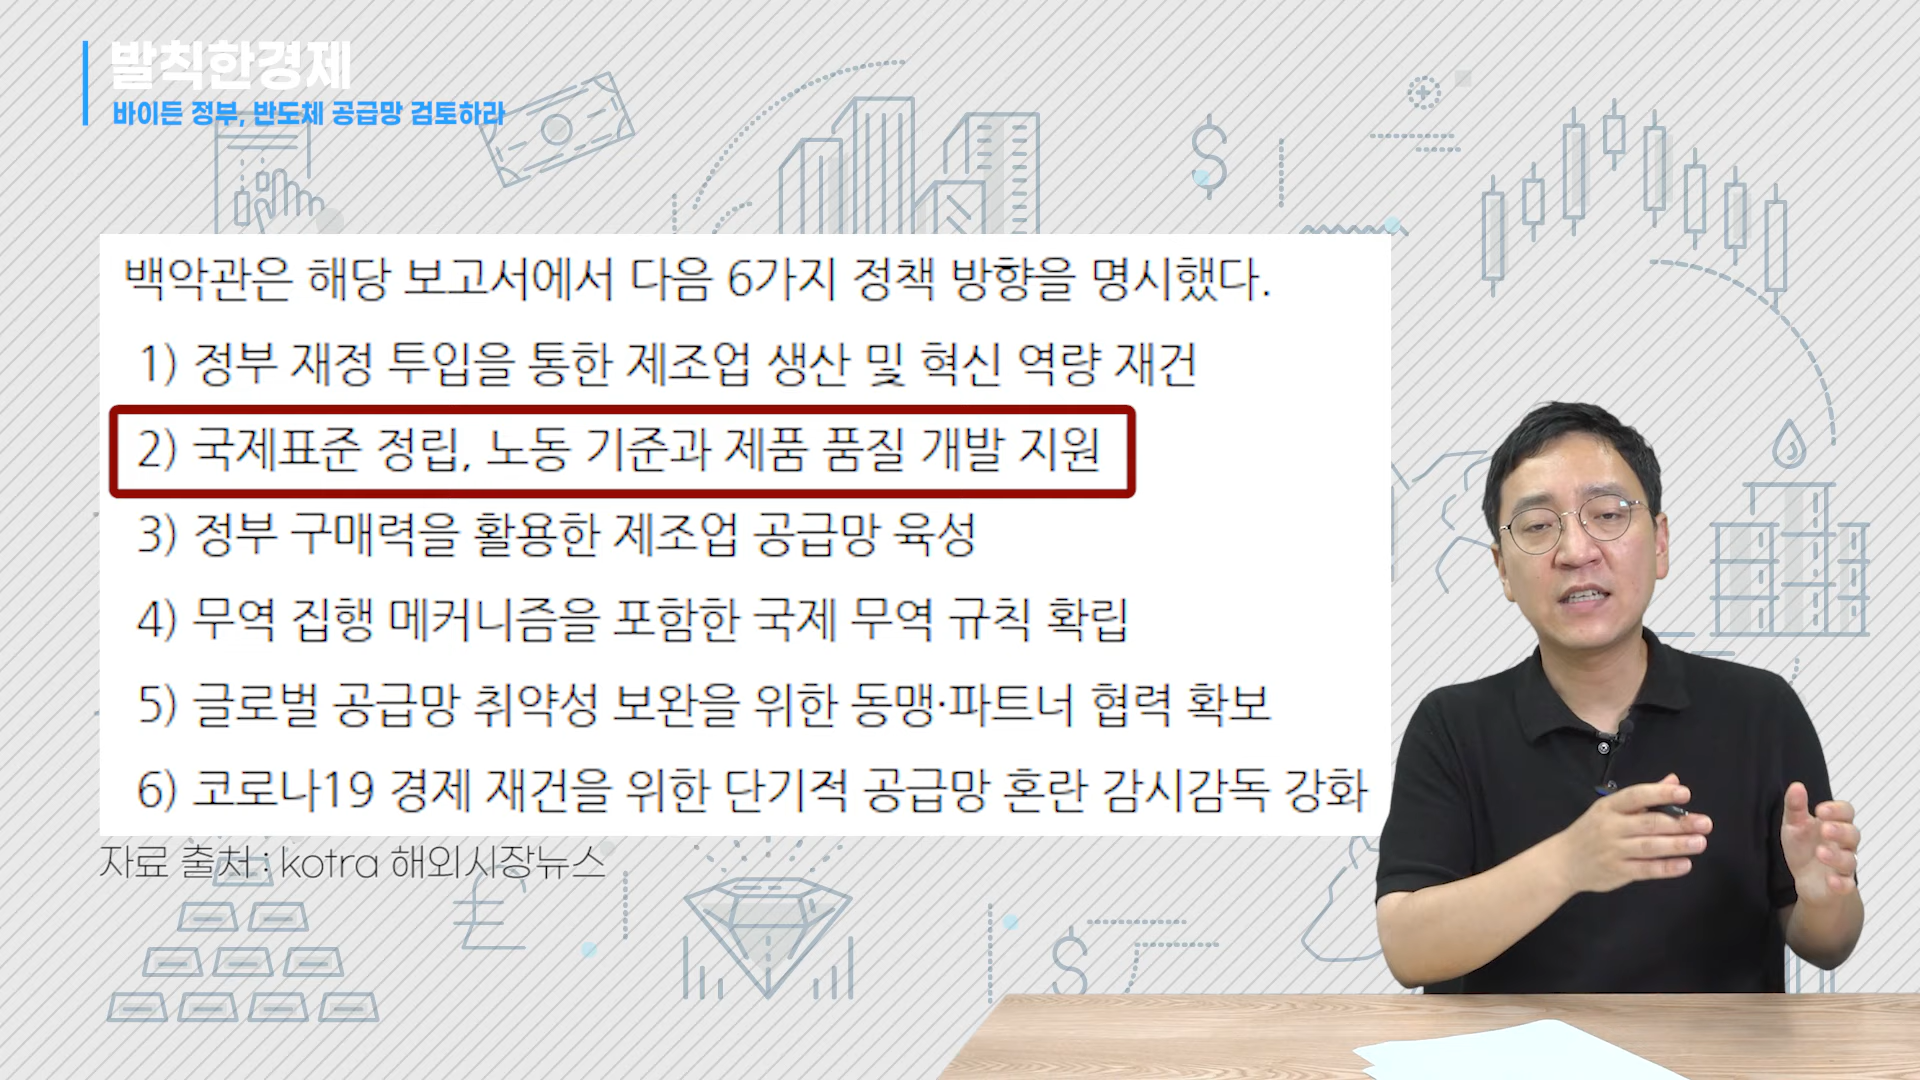 발칙한경제
바이든 정부, 반도체 공급망 검토하라
백악관은 해당 보고서에서 다음 6가지 정책 방향을 명시했다.
1) 정부 재정 투입을 통한 제조업 생산 및 혁신 역량 재건
2) 국제표준 정립, 노동 기준과 제품 품질 개발 지원
3) 정부 구매력을 활용한 제조업 공급망 육성
4) 무역 집행 메커니즘을 포함한 국제 무역 규칙 확립
5) 글로벌 공급망 취약성 보완을 위한 동맹·파트너 협력 확보
6) 코로나19 경제 재건을 위한 단기적 공급망 혼란 감시감독 강화
자료 출처 : kotra 해외시장뉴스